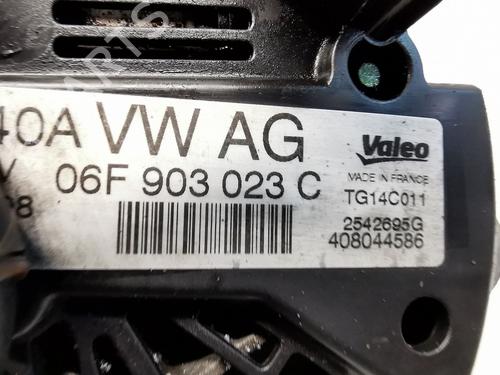 40A VW AG
06F 903 023 C
Valeo
MADE IN FRANCE
TG14C011
2542695G
408044586